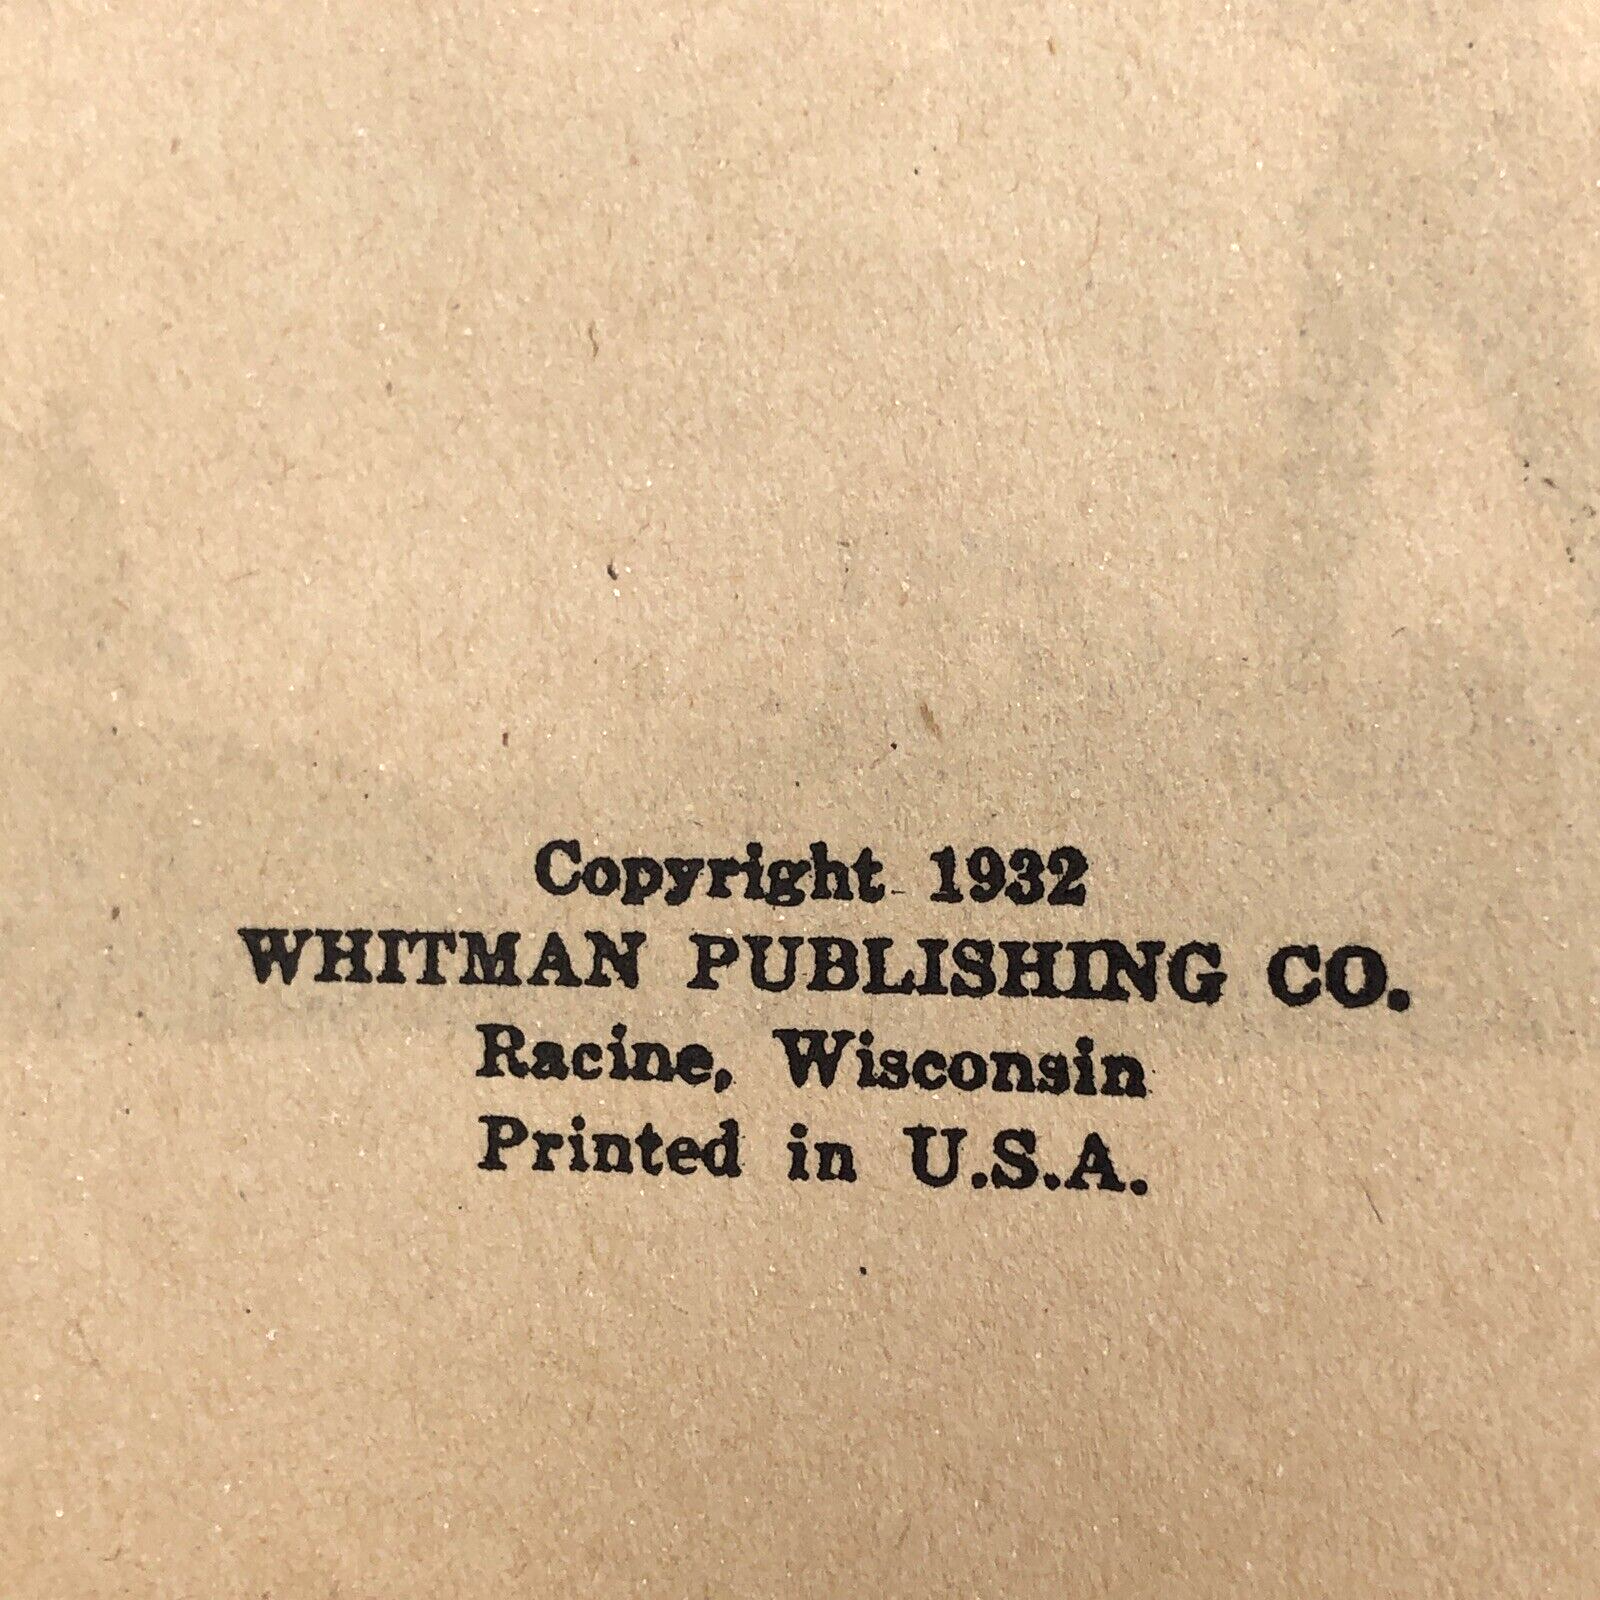 Copyright 1932
WHITMAN PUBLISHING CO.
Racine, Wisconsin
Printed in U.S.A.